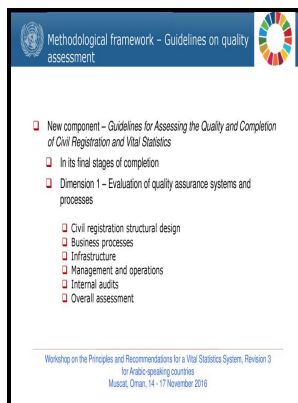 Methodological framework – Guidelines on quality
assessment
New component – Guidelines for Assessing the Quality and Completion
of Civil Registration and Vital Statistics
In its final stages of completion
Dimension 1 – Evaluation of quality assurance systems and
processes
Civil registration structural design
Business processes
Infrastructure
Management and operations
Internal audits
Overall assessment
Workshop on the Principles and Recommendations for a Vital Statistics System, Revision 3
for Arabic-speaking countries
Muscat, Oman, 14 - 17 November 2016